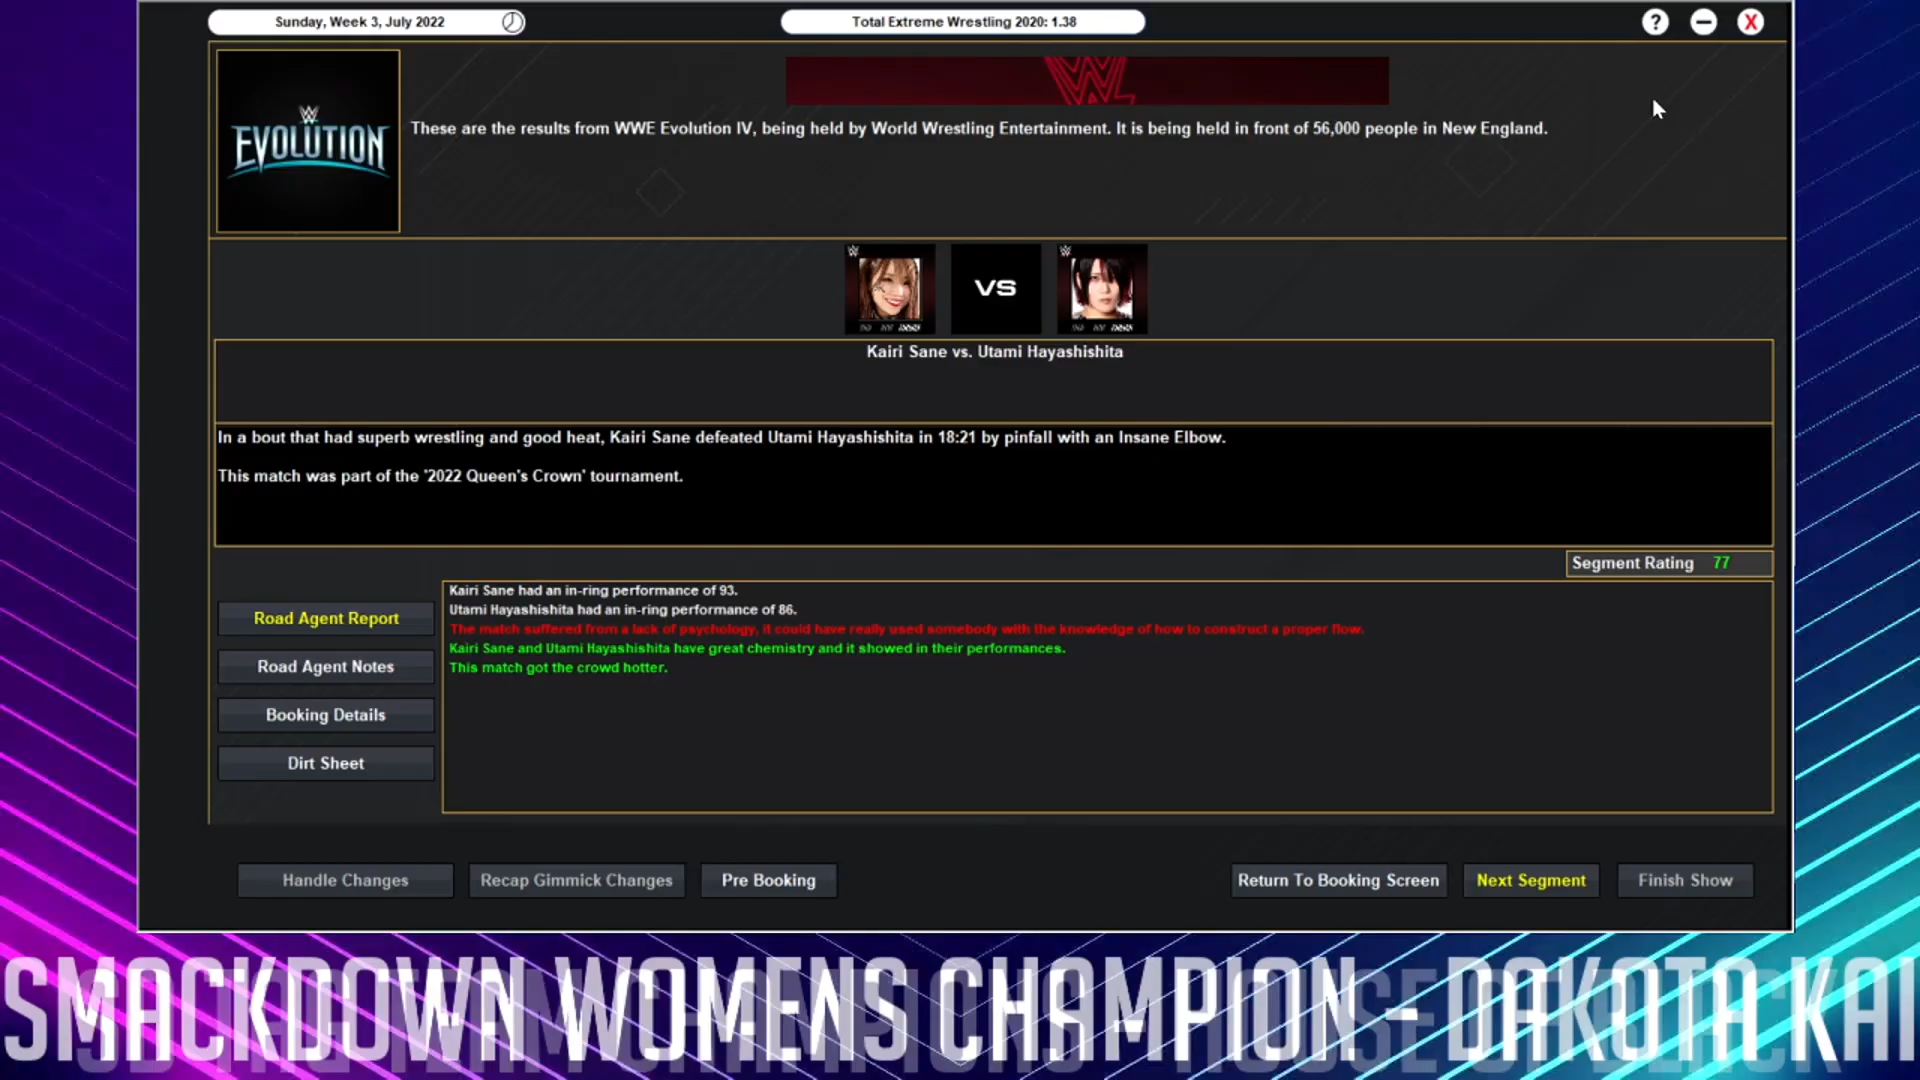 Sunday, Week 3, July 2022
Total Extreme Wrestling 2020: 1.38
?
X
W
EVOLUTION
These are the results from WWE Evolution IV, being held by World Wrestling Entertainment. It is being held in front of 56,000 people in New England.
VS
Kairi Sane vs. Utami Hayashishita
In a bout that had superb wrestling and good heat, Kairi Sane defeated Utami Hayashishita in 18:21 by pinfall with an Insane Elbow.
This match was part of the '2022 Queen's Crown' tournament.
Segment Rating 77
Road Agent Report
Road Agent Notes
Booking Details
Dirt Sheet
Kairi Sane had an in-ring performance of 93.
Utami Hayashishita had an in-ring performance of 86.
The match suffered from a lack of psychology, it could have really used somebody with the knowledge of how to construct a proper flow.
Kairi Sane and Utami Hayashishita have great chemistry and it showed in their performances.
This match got the crowd hotter.
Handle Changes
Recap Gimmick Changes
Pre Booking
Return To Booking Screen
Next Segment
Finish Show
SMACKDOWN WOMENS CHAMPION - DAKOTA KAI